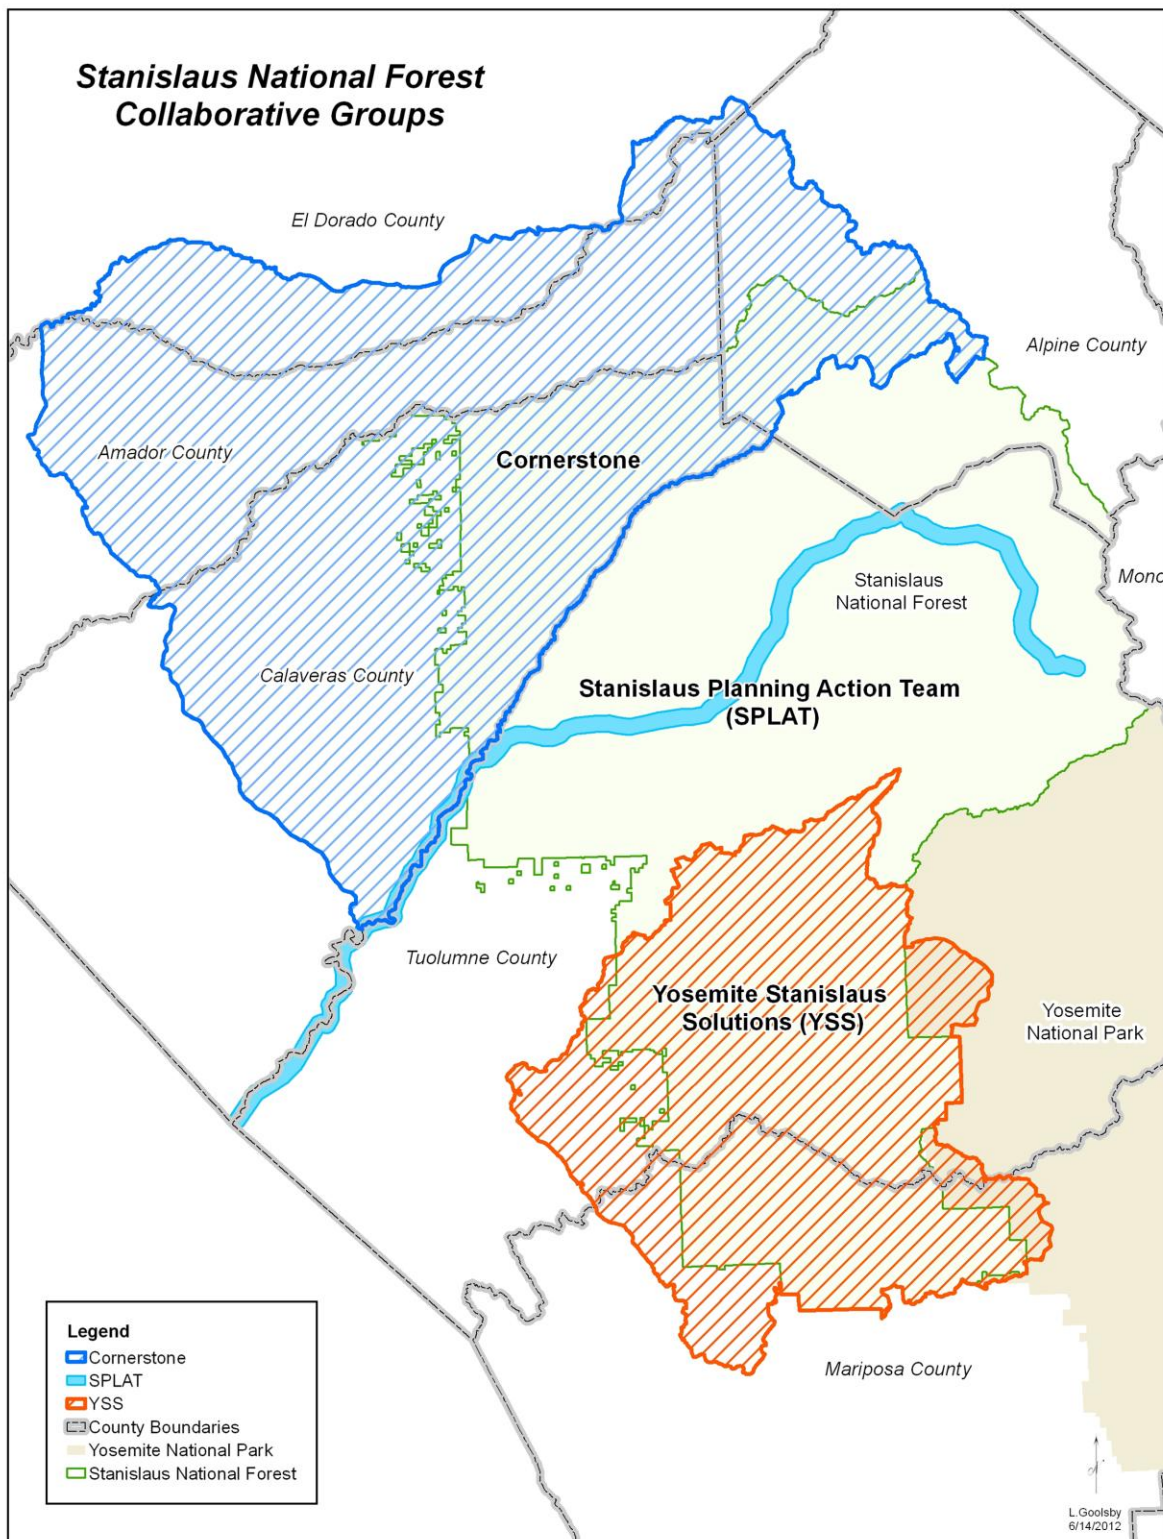 Stanislaus National Forest
Collaborative Groups
El Dorado County
Alpine County
Amador County
Cornerstone
Mono
Stanislaus
National Forest
Calaveras County
Stanislaus Planning Action Team
(SPLAT)
Tuolumne County
Yosemite Stanislaus
Solutions (YSS)
Yosemite
National Park
Mariposa County
Legend
Cornerstone
SPLAT
YSS
County Boundaries
Yosemite National Park
Stanislaus National Forest
L.Goolsby
6/14/2012